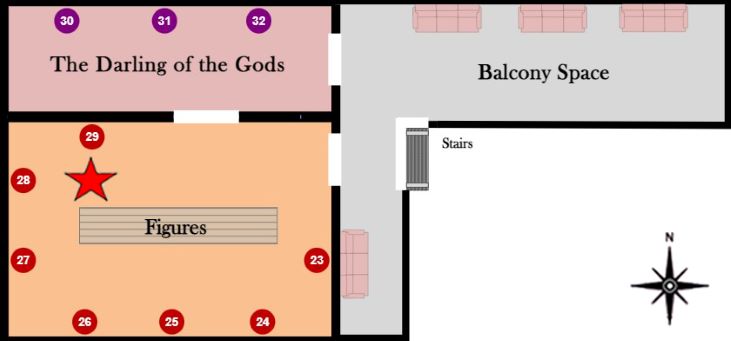 30 31 32
The Darling of the Gods
Balcony Space
29
Stairs
28
Figures
27
23
26 25 24
N